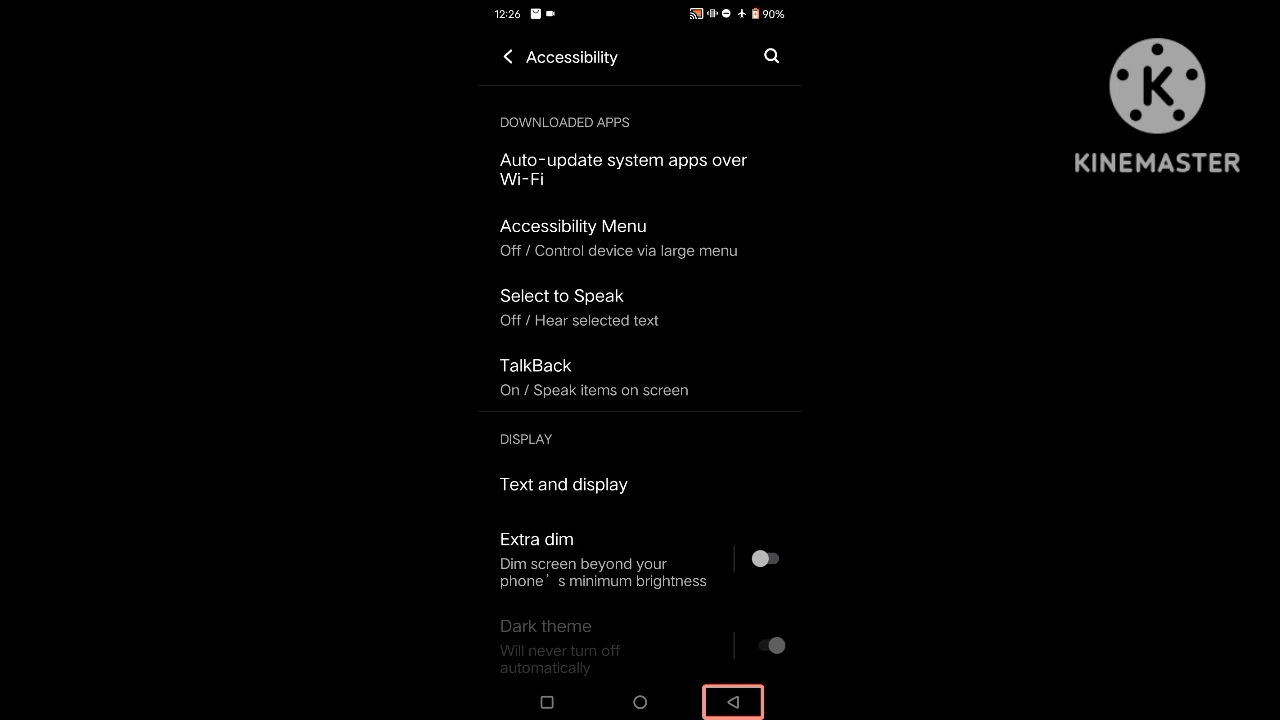 12:26
90%
Accessibility
KINEMASTER
DOWNLOADED APPS
Auto-update system apps over
Wi-Fi
Accessibility Menu
Off / Control device via large menu
Select to Speak
Off / Hear selected text
TalkBack
On / Speak items on screen
DISPLAY
Text and display
Extra dim
Dim screen beyond your
phone’s minimum brightness
Dark theme
Will never turn off
automatically